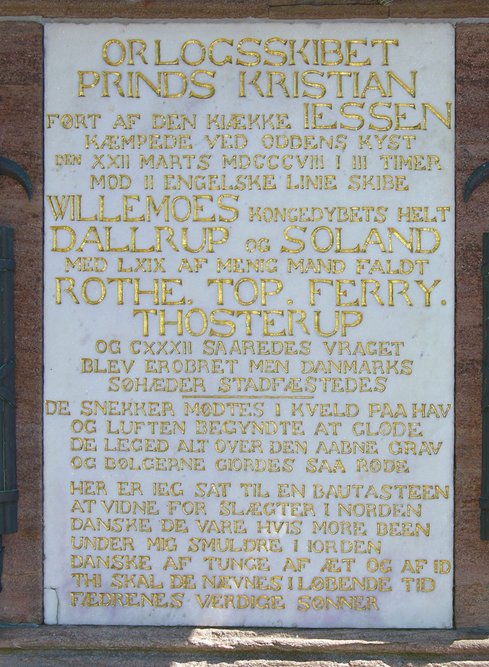 ORLOGSSKIBET
PRINDS KRISTIAN
FØRT AF DEN KIÆKKE IESSEN
KÆMPEDE VED ODDENS KYST
DEN XXII MARTS MDCCCVIII I III TIMER
MOD II ENGELSKE LINIE SKIBE
WILLEMOES KONGEDYBETS HELT
DALLRUP OG SOLAND
MED LXIX AF MENIG MAND FALDT
ROTHE. TOP. FERRY.
THOSTERUP
OG CXXXII SAAREDES VRAGET
BLEV EROBRET MEN DANMARKS
SØHÆDER STADFÆSTEDES
DE SNEKKER MØDTES I KVELD PAA HAV
OG LUFTEN BEGYNDTE AT GLØDE
DE LEGED ALT OVER DEN AABNE GRAV
OG BØLGERNE GIORDES SAA RØDE
HER ER IEG SAT TIL EN BAUTASTEEN
AT VIDNE FOR SLÆGTER I NORDEN
DANSKE DE VARE HVIS MORE BEEN
UNDER MIG SMULDRE I IORDEN
DANSKE AF TUNGE AF ÆT OG AF ID
THI SKAL DE NÆVNES I LØBENDE TID
FÆDRENES VÆRDIGE SØNNER